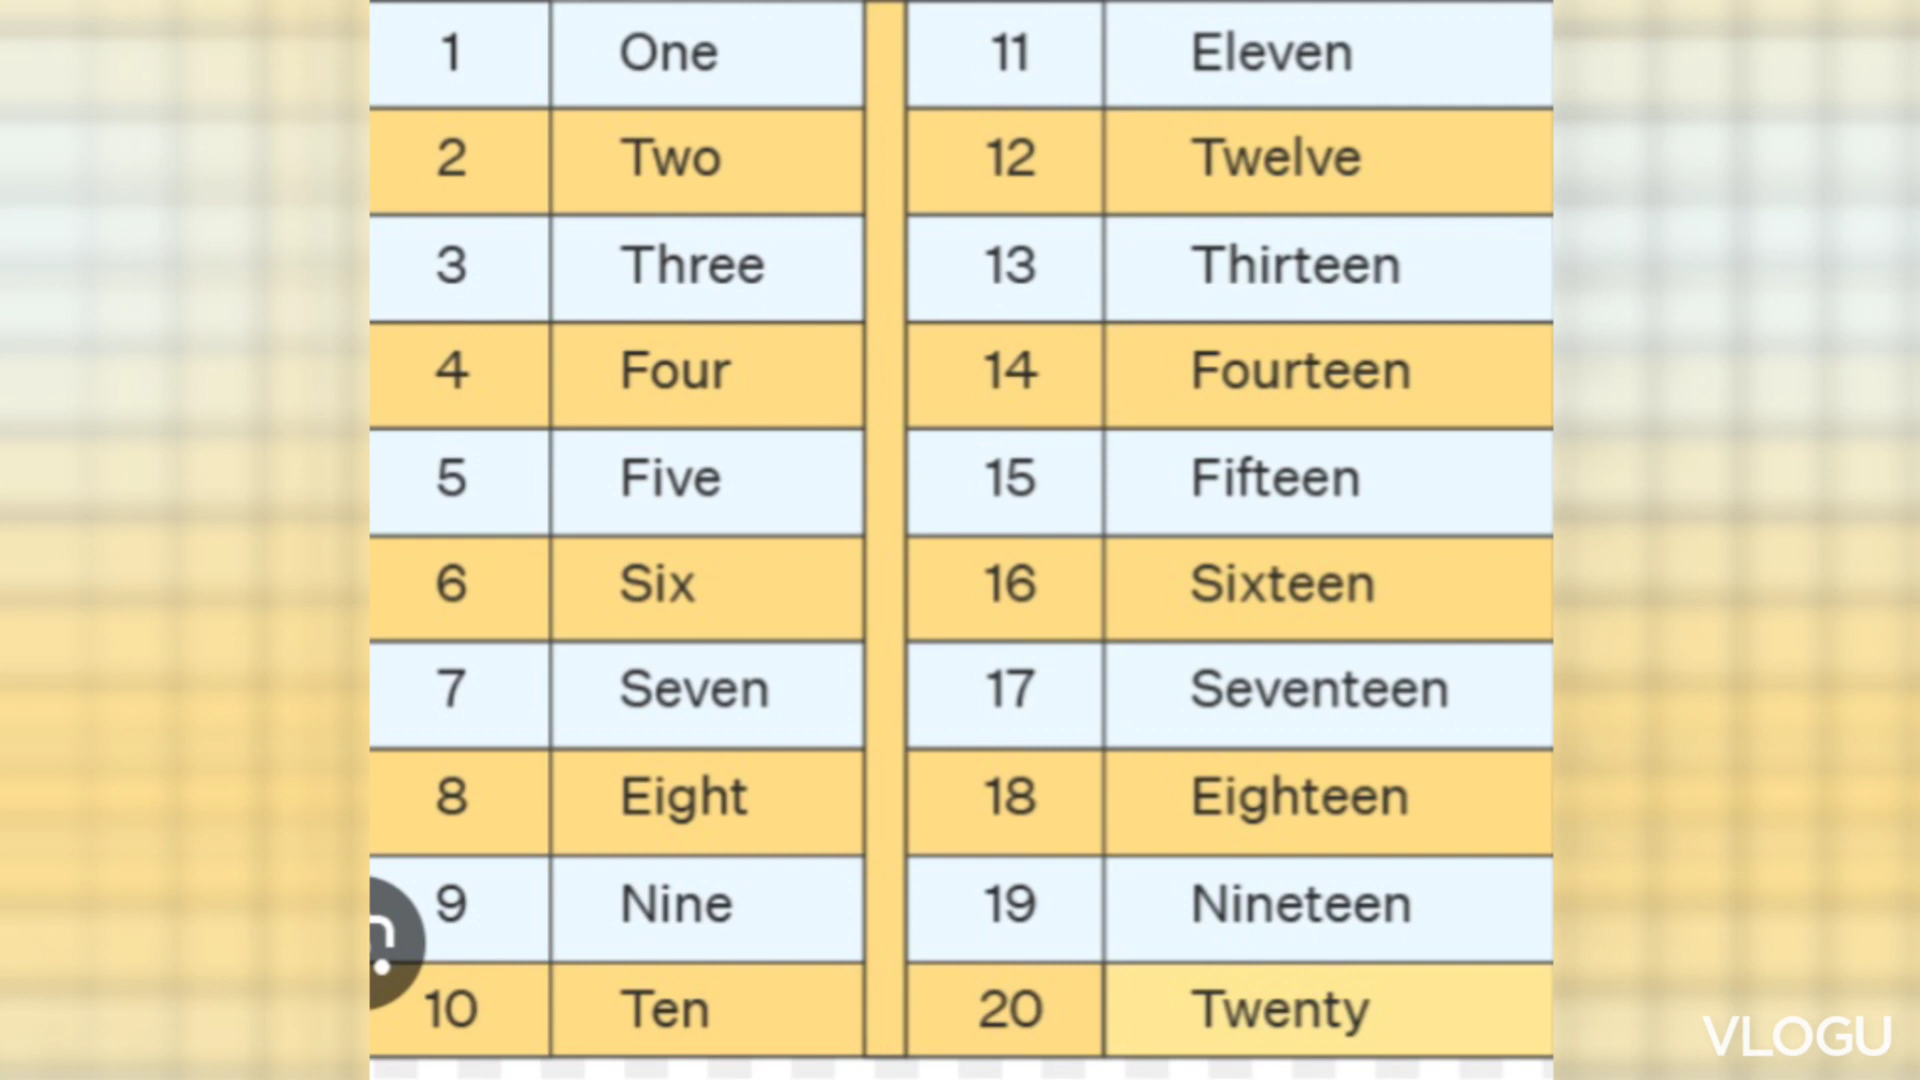 1 One 11 Eleven
2 Two 12 Twelve
3 Three 13 Thirteen
4 Four 14 Fourteen
5 Five 15 Fifteen
6 Six 16 Sixteen
7 Seven 17 Seventeen
8 Eight 18 Eighteen
9 Nine 19 Nineteen
10 Ten 20 Twenty
VLOGU